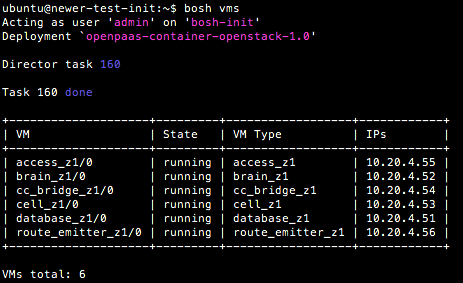 ubuntu@newer-test-init:~$ bosh vms
Acting as user 'admin' on 'bosh-init'
Deployment `openpaas-container-openstack-1.0'
Director task 160
Task 160 done
+--------------------+---------+------------------+------------+
| VM                 | State   | VM Type          | IPs        |
+--------------------+---------+------------------+------------+
| access_z1/0        | running | access_z1        | 10.20.4.55 |
| brain_z1/0         | running | brain_z1         | 10.20.4.52 |
| cc_bridge_z1/0     | running | cc_bridge_z1     | 10.20.4.54 |
| cell_z1/0          | running | cell_z1          | 10.20.4.53 |
| database_z1/0      | running | database_z1      | 10.20.4.51 |
| route_emitter_z1/0 | running | route_emitter_z1 | 10.20.4.56 |
+--------------------+---------+------------------+------------+
VMs total: 6